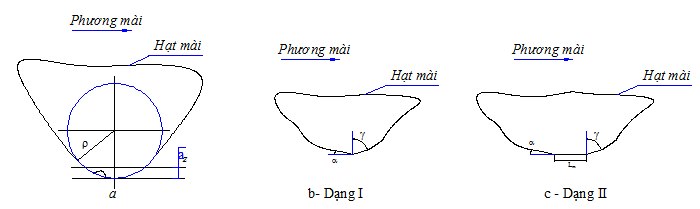 Phương mài
Hạt mài
ρ
a
Phương mài
Hạt mài
α
γ
b- Dạng I
Phương mài
Hạt mài
α
γ
c - Dạng II